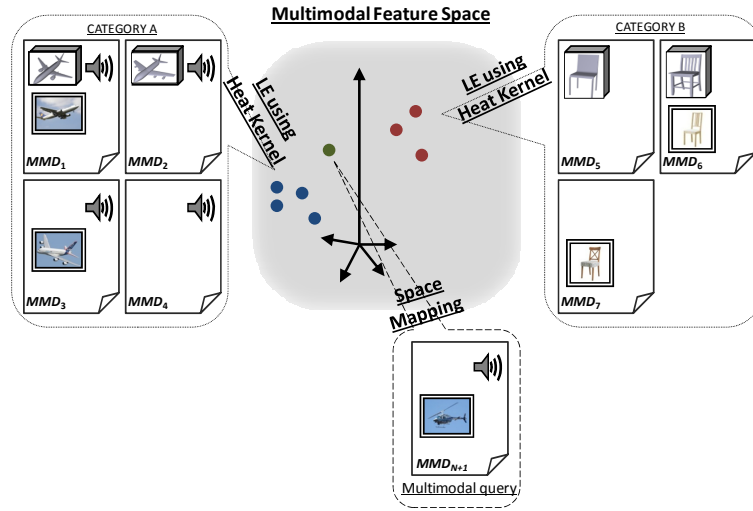 Multimodal Feature Space
CATEGORY A
MMD1
MMD2
MMD3
MMD4
LE using
Heat Kernel
LE using
Heat Kernel
CATEGORY B
MMD5
MMD6
MMD7
Space
Mapping
MMDN+1
Multimodal query